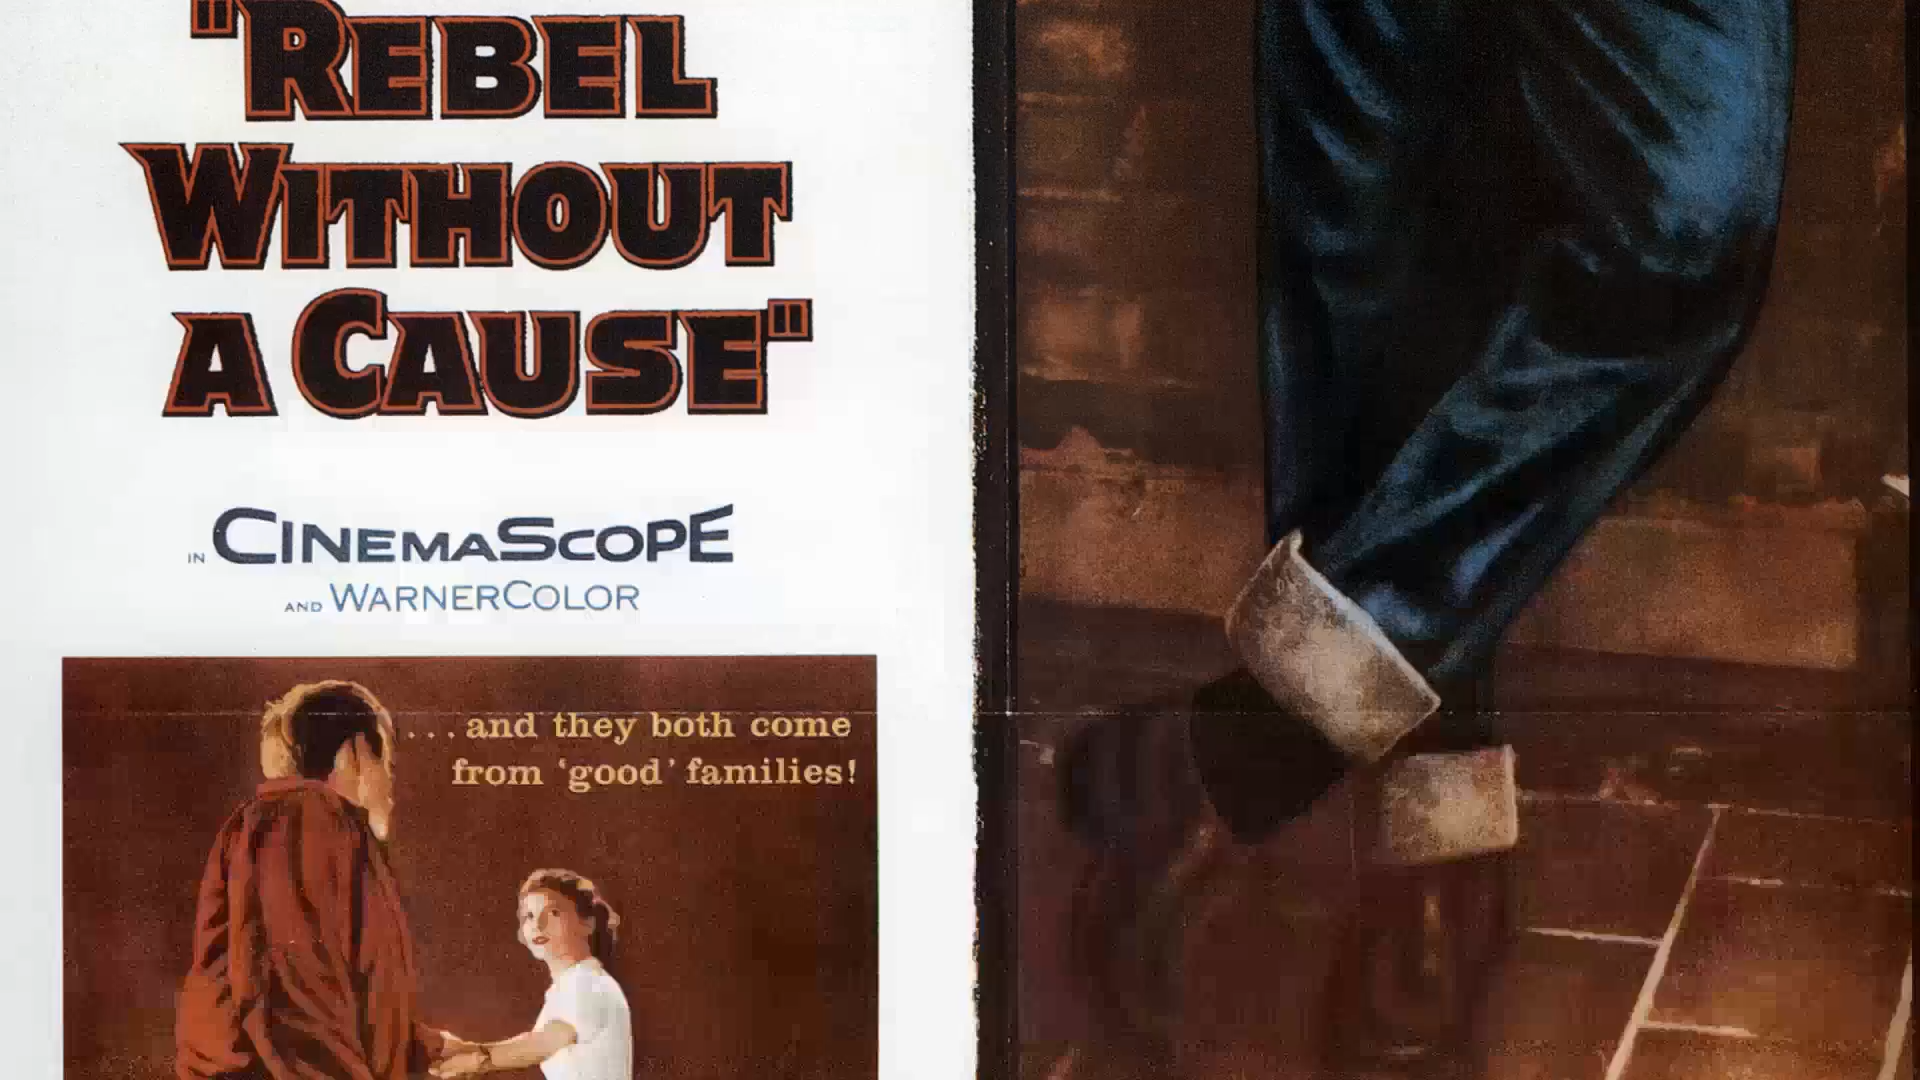 "REBEL
WITHOUT
A CAUSE"
IN CINEMASCOPE
AND WARNERCOLOR
...and they both come
from 'good' families!